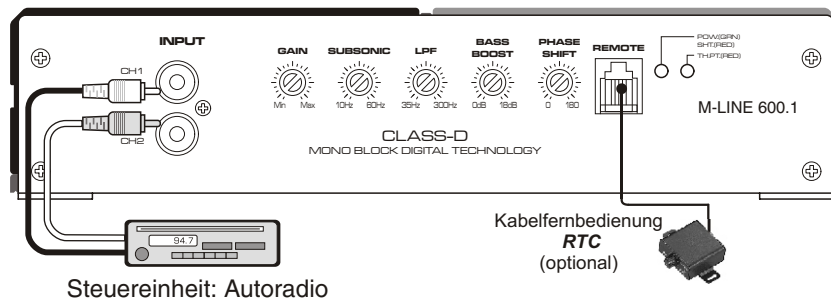 INPUT
CH1
CH2
GAIN
Min Max
SUBSONIC
10Hz 60Hz
LPF
35Hz 300Hz
BASS
BOOST
0dB 18dB
PHASE
SHIFT
0 180
REMOTE
POW.(GRN)
SHT.(RED)
TH.PT.(RED)
M-LINE 600.1
CLASS-D
MONO BLOCK DIGITAL TECHNOLOGY
94.7
Steuereinheit: Autoradio
Kabelfernbedienung
RTC
(optional)